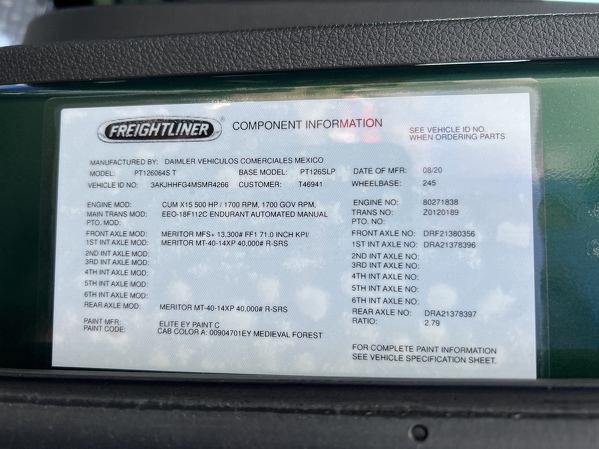 FREIGHTLINER COMPONENT INFORMATION SEE VEHICLE ID NO.
WHEN ORDERING PARTS
MANUFACTURED BY: DAIMLER VEHICULOS COMERCIALES MEXICO
MODEL: PT126064S T BASE MODEL: PT126SLP DATE OF MFR: 08/20
VEHICLE ID NO: 3AKJHHFG4MSMR4266 CUSTOMER: T46941 WHEELBASE: 245
ENGINE MOD: CUM X15 500 HP / 1700 RPM, 1700 GOV RPM, ENGINE NO: 80271838
MAIN TRANS MOD: EEO-18F112C ENDURANT AUTOMATED MANUAL TRANS NO: Z0120189
PTO. MOD: PTO. NO:
FRONT AXLE MOD: MERITOR MFS+ 13,300# FF1 71.0 INCH KPI/ FRONT AXLE NO: DRF21380356
1ST INT AXLE MOD: MERITOR MT-40-14XP 40,000# R-SRS 1ST INT AXLE NO: DRA21378396
2ND INT AXLE MOD: 2ND INT AXLE NO:
3RD INT AXLE MOD: 3RD INT AXLE NO:
4TH INT AXLE MOD: 4TH INT AXLE NO:
5TH INT AXLE MOD: 5TH INT AXLE NO:
6TH INT AXLE MOD: 6TH INT AXLE NO:
REAR AXLE MOD: MERITOR MT-40-14XP 40,000# R-SRS REAR AXLE NO: DRA21378397
RATIO: 2.79
PAINT MFR: ELITE EY PAINT C
PAINT CODE: CAB COLOR A: 00904701EY MEDIEVAL FOREST
FOR COMPLETE PAINT INFORMATION
SEE VEHICLE SPECIFICATION SHEET.